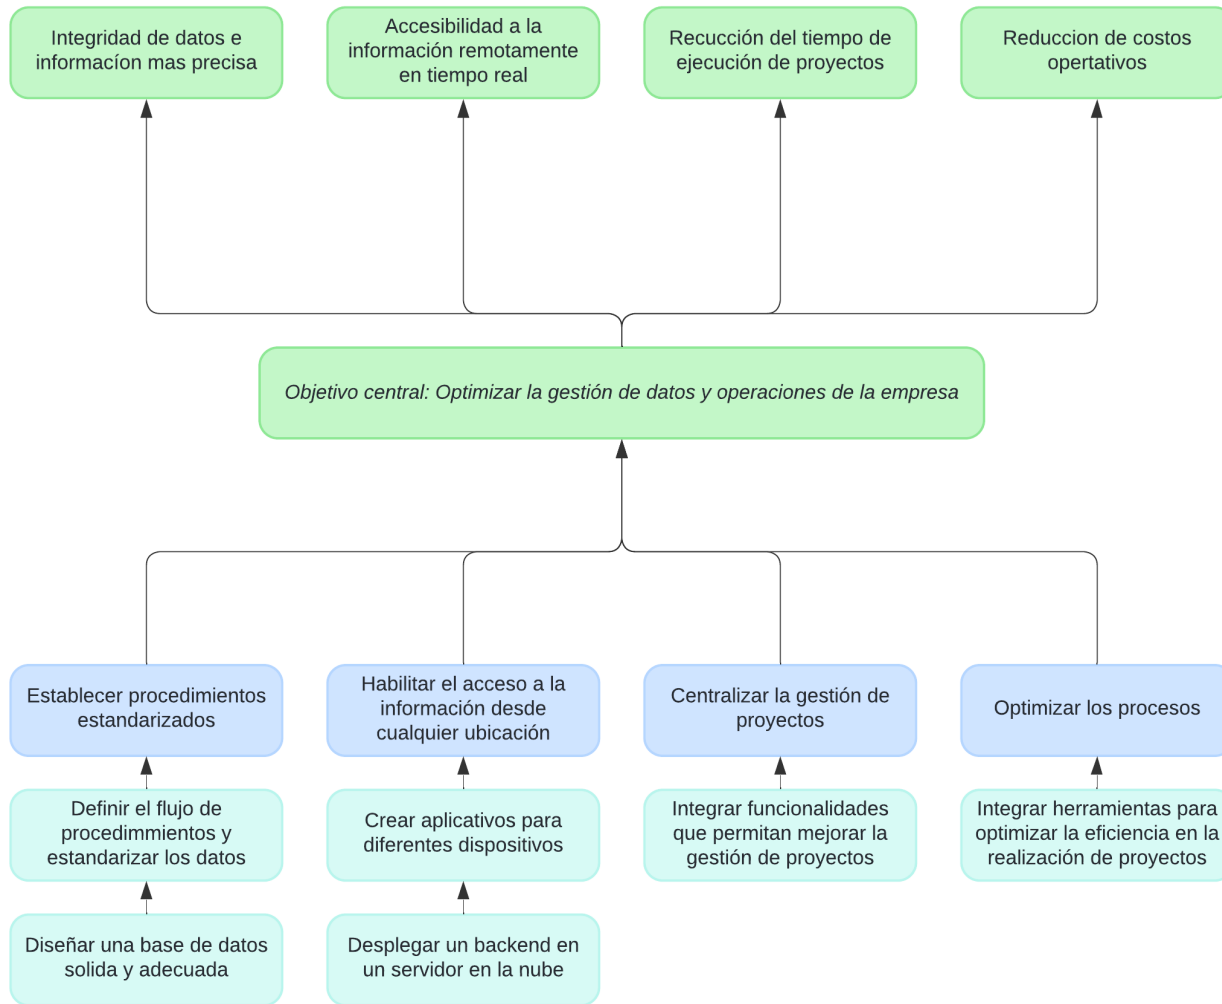 Integridad de datos e
informacíon mas precisa
Accesibilidad a la
información remotamente
en tiempo real
Recucción del tiempo de
ejecución de proyectos
Reduccion de costos
opertativos
Objetivo central: Optimizar la gestión de datos y operaciones de la empresa
Establecer procedimientos
estandarizados
Habilitar el acceso a la
información desde
cualquier ubicación
Centralizar la gestión de
proyectos
Optimizar los procesos
Definir el flujo de
procedimmientos y
estandarizar los datos
Crear aplicativos para
diferentes dispositivos
Integrar funcionalidades
que permitan mejorar la
gestión de proyectos
Integrar herramientas para
optimizar la eficiencia en la
realización de proyectos
Diseñar una base de datos
solida y adecuada
Desplegar un backend en
un servidor en la nube